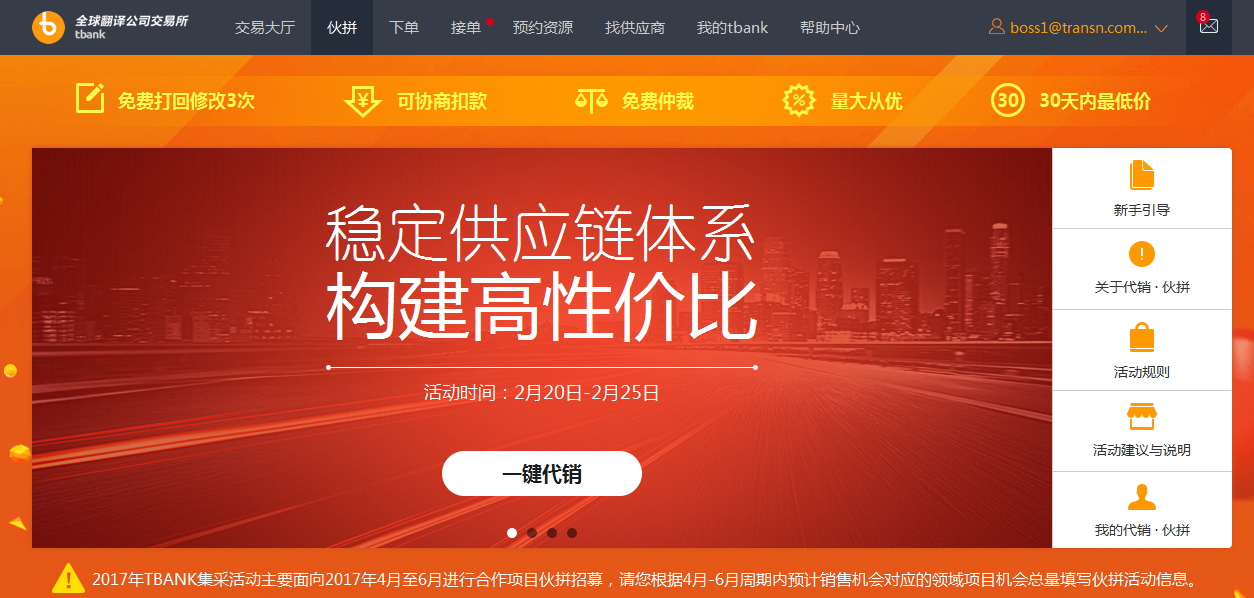 全球翻译公司交易所
tbank
交易大厅 伙拼 下单 接单 预约资源 找供应商 我的tbank 帮助中心 boss1@transn.com... 8
免费打回修改3次 ¥ 可协商扣款 免费仲裁 % 量大从优 30 30天内最低价
稳定供应链体系
构建高性价比
活动时间：2月20日-2月25日
一键代销
新手引导
关于代销 · 伙拼
活动规则
活动建议与说明
我的代销 · 伙拼
2017年TBANK集采活动主要面向2017年4月至6月进行合作项目伙拼招募，请您根据4月-6月周期内预计销售机会对应的领域项目机会总量填写伙拼活动信息。